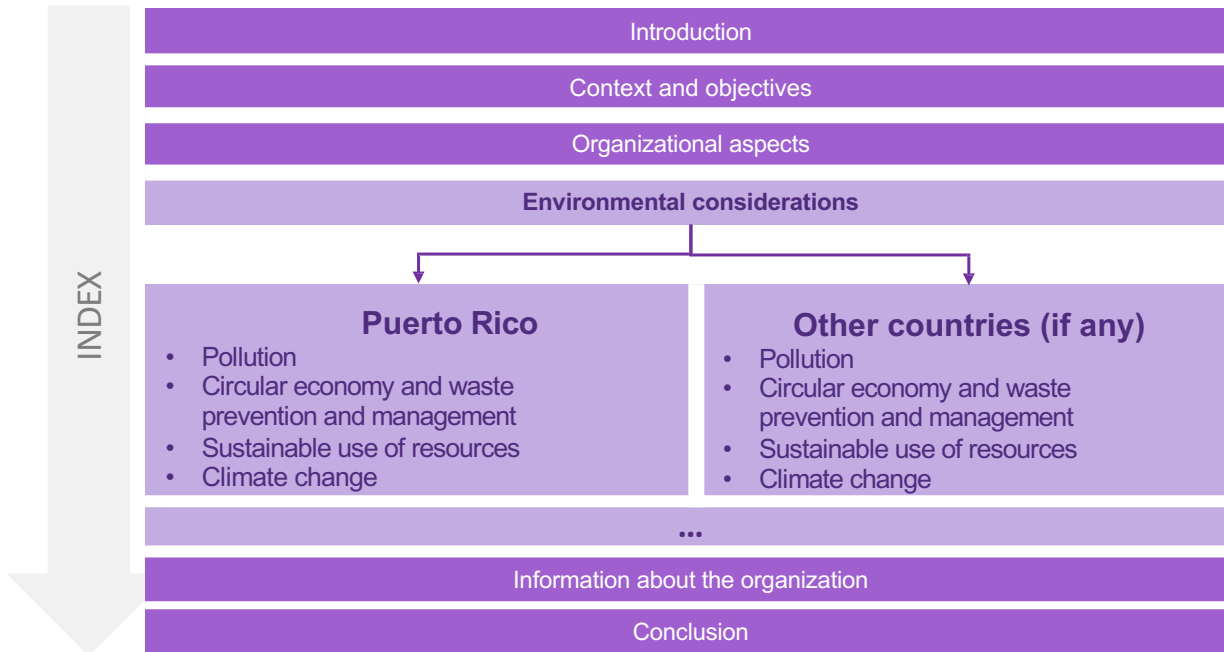 INDEX
Introduction
Context and objectives
Organizational aspects
Environmental considerations
Puerto Rico
• Pollution
• Circular economy and waste
prevention and management
• Sustainable use of resources
• Climate change
Other countries (if any)
• Pollution
• Circular economy and waste
prevention and management
• Sustainable use of resources
• Climate change
...
Information about the organization
Conclusion